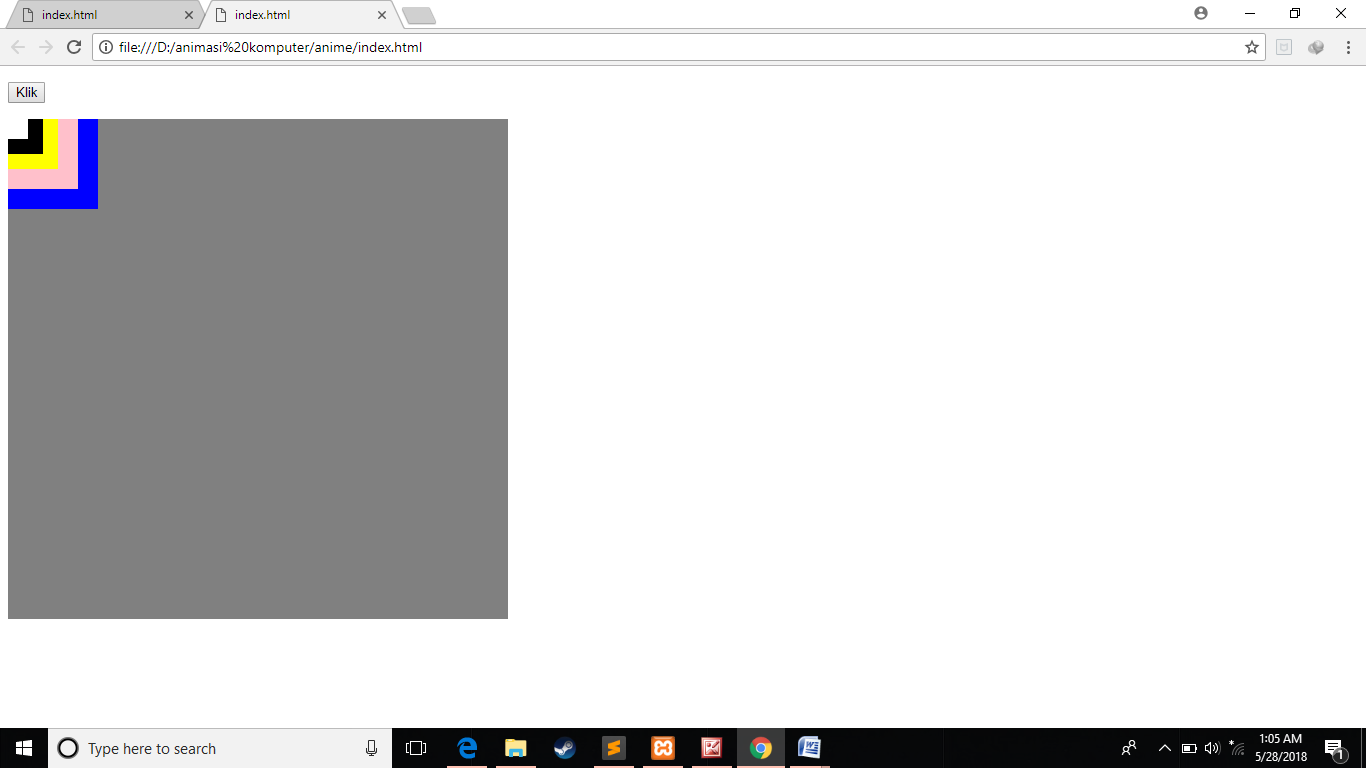 index.html
index.html
file:///D:/animasi%20komputer/anime/index.html
Klik
Type here to search
1:05 AM
5/28/2018
1